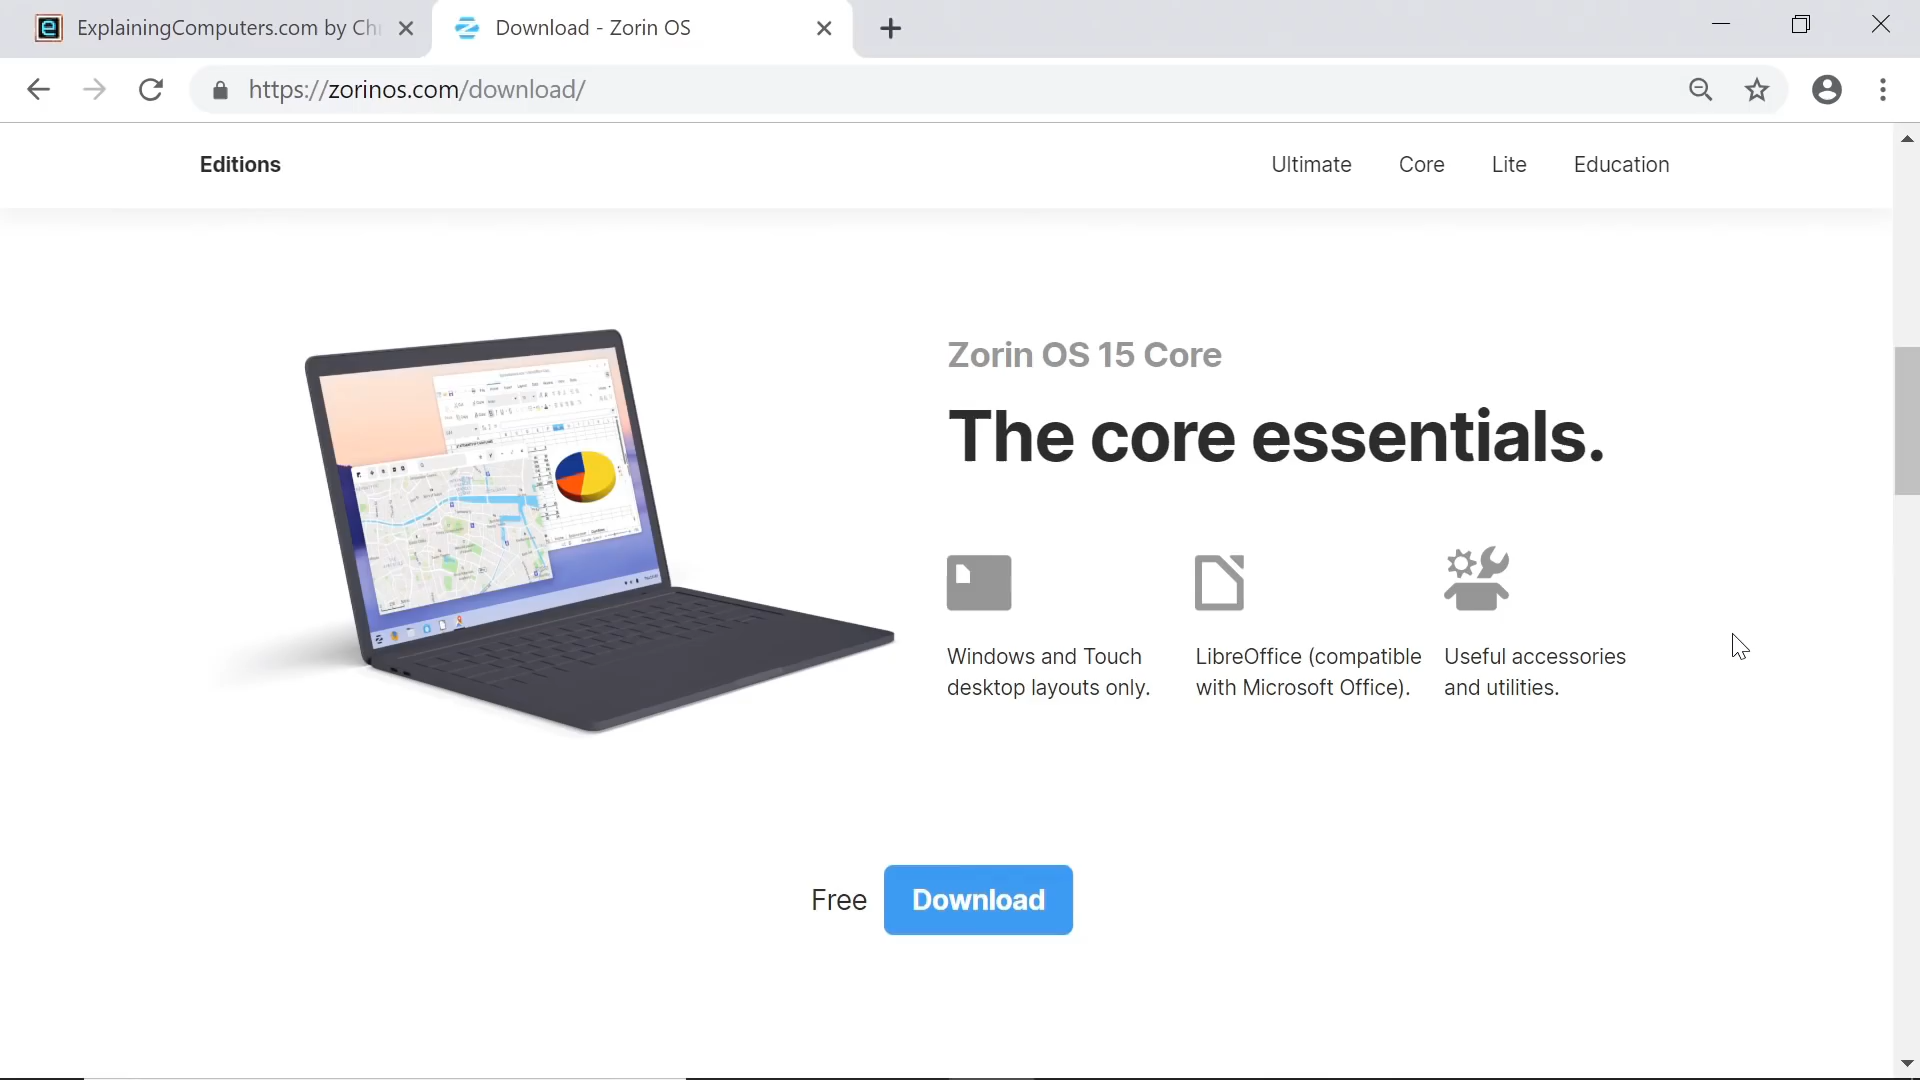 ExplainingComputers.com by Ch
Download - Zorin OS
https://zorinos.com/download/
Editions
Ultimate
Core
Lite
Education
Zorin OS 15 Core
The core essentials.
Windows and Touch
desktop layouts only.
LibreOffice (compatible
with Microsoft Office).
Useful accessories
and utilities.
Free
Download